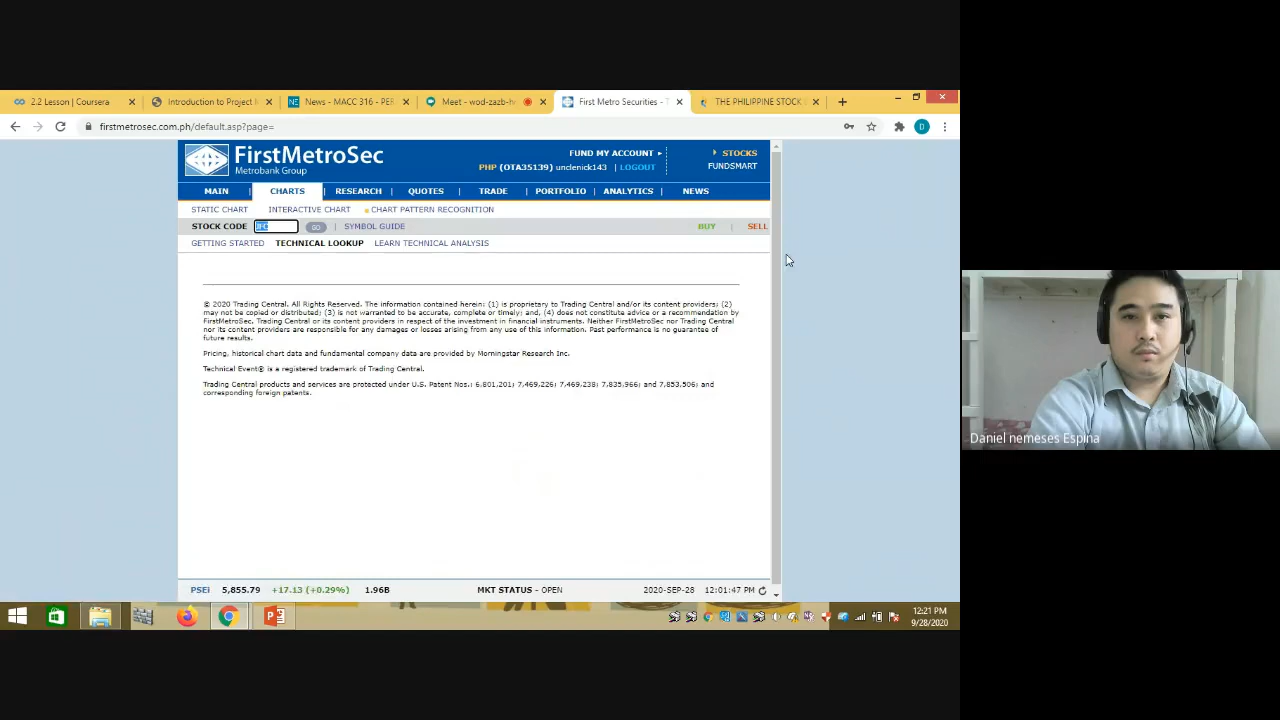 2.2 Lesson | Coursera
Introduction to Project M
News - MACC 316 - PER
Meet - wod-zazb-h
First Metro Securities - T
THE PHILIPPINE STOCK
firstmetrosec.com.ph/default.asp?page=
D
FirstMetroSec
Metrobank Group
FUND MY ACCOUNT
PHP (OTA35139) unclenick143 | LOGOUT
STOCKS
FUNDSMART
MAIN | CHARTS RESEARCH | QUOTES | TRADE | PORTFOLIO | ANALYTICS | NEWS
STATIC CHART INTERACTIVE CHART CHART PATTERN RECOGNITION
STOCK CODE GO | SYMBOL GUIDE BUY | SELL
GETTING STARTED TECHNICAL LOOKUP LEARN TECHNICAL ANALYSIS
© 2020 Trading Central. All Rights Reserved. The information contained herein: (1) is proprietary to Trading Central and/or its content providers; (2)
may not be copied or distributed; (3) is not warranted to be accurate, complete or timely; and, (4) does not constitute advice or a recommendation by
FirstMetroSec. Trading Central or its content providers in respect of the investment in financial instruments. Neither FirstMetroSec nor Trading Central
nor its content providers are responsible for any damages or losses arising from any use of this information. Past performance is no guarantee of
future results.
Pricing, historical chart data and fundamental company data are provided by Morningstar Research Inc.
Technical Event® is a registered trademark of Trading Central.
Trading Central products and services are protected under U.S. Patent Nos.: 6,801,201; 7,469,226; 7,469,238; 7,835,966; and 7,853,506; and
corresponding foreign patents.
PSEi 5,855.79 +17.13 (+0.29%) 1.96B MKT STATUS - OPEN 2020-SEP-28 12:01:47 PM
12:21 PM
9/28/2020
Daniel nemeses Espina